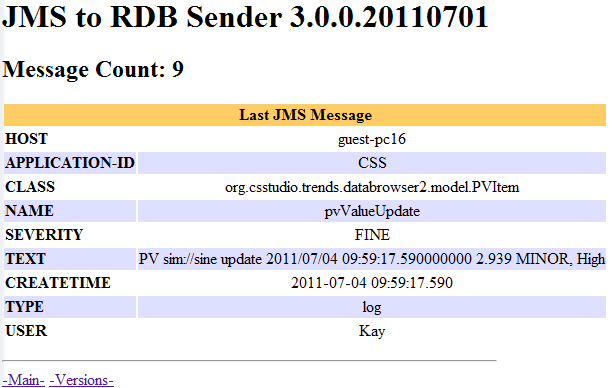 JMS to RDB Sender 3.0.0.20110701
Message Count: 9
Last JMS Message
HOST guest-pc16
APPLICATION-ID CSS
CLASS org.csstudio.trends.databrowser2.model.PVItem
NAME pvValueUpdate
SEVERITY FINE
TEXT PV sim://sine update 2011/07/04 09:59:17.590000000 2.939 MINOR, High
CREATETIME 2011-07-04 09:59:17.590
TYPE log
USER Kay
-Main- -Versions-